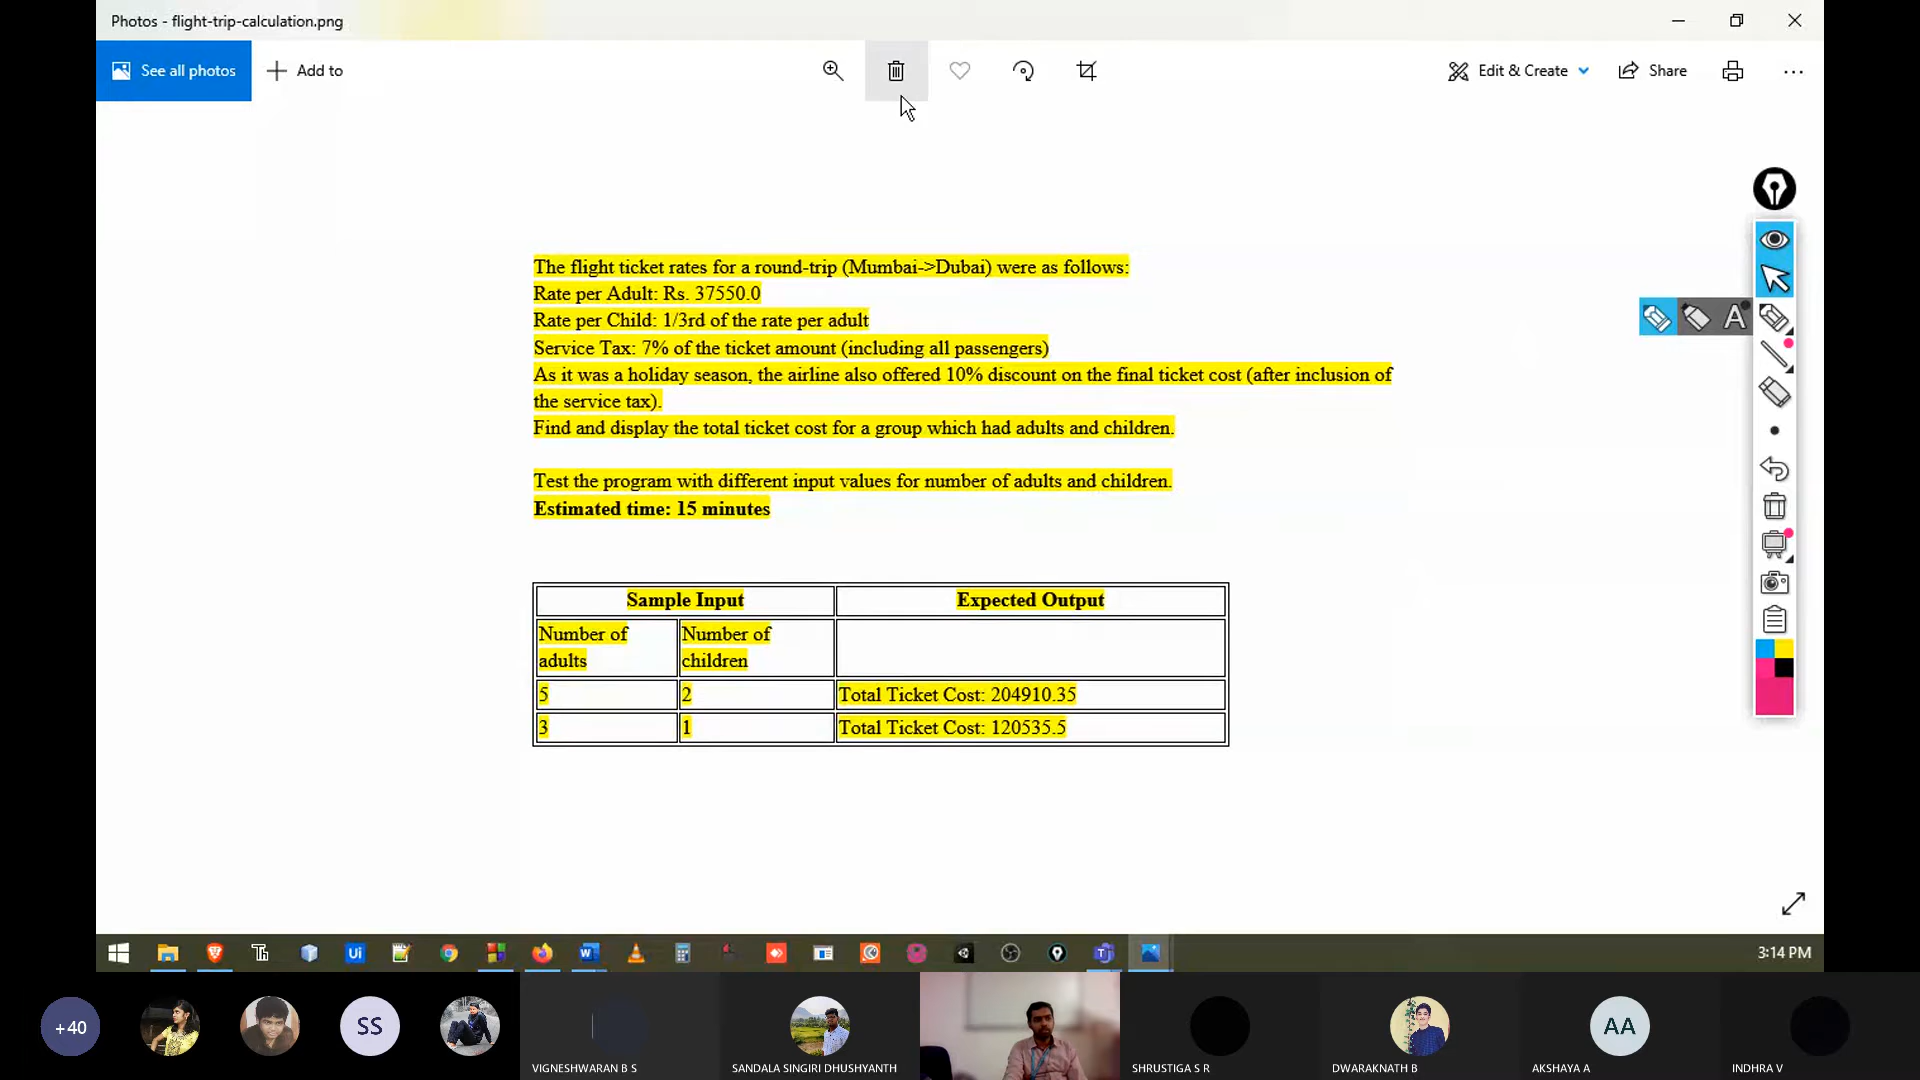 Photos - flight-trip-calculation.png
See all photos
Add to
Edit & Create
Share
The flight ticket rates for a round-trip (Mumbai->Dubai) were as follows:
Rate per Adult: Rs. 37550.0
Rate per Child: 1/3rd of the rate per adult
Service Tax: 7% of the ticket amount (including all passengers)
As it was a holiday season, the airline also offered 10% discount on the final ticket cost (after inclusion of
the service tax).
Find and display the total ticket cost for a group which had adults and children.
Test the program with different input values for number of adults and children.
Estimated time: 15 minutes
Sample Input
Expected Output
Number of
adults
Number of
children
5
2
Total Ticket Cost: 204910.35
3
1
Total Ticket Cost: 120535.5
A
Th
Ui
W
3:14 PM
+40
SS
AA
VIGNESHWARAN B S
SANDALA SINGIRI DHUSHYANTH
SHRUSTIGA S R
DWARAKNATH B
AKSHAYA A
INDHRA V